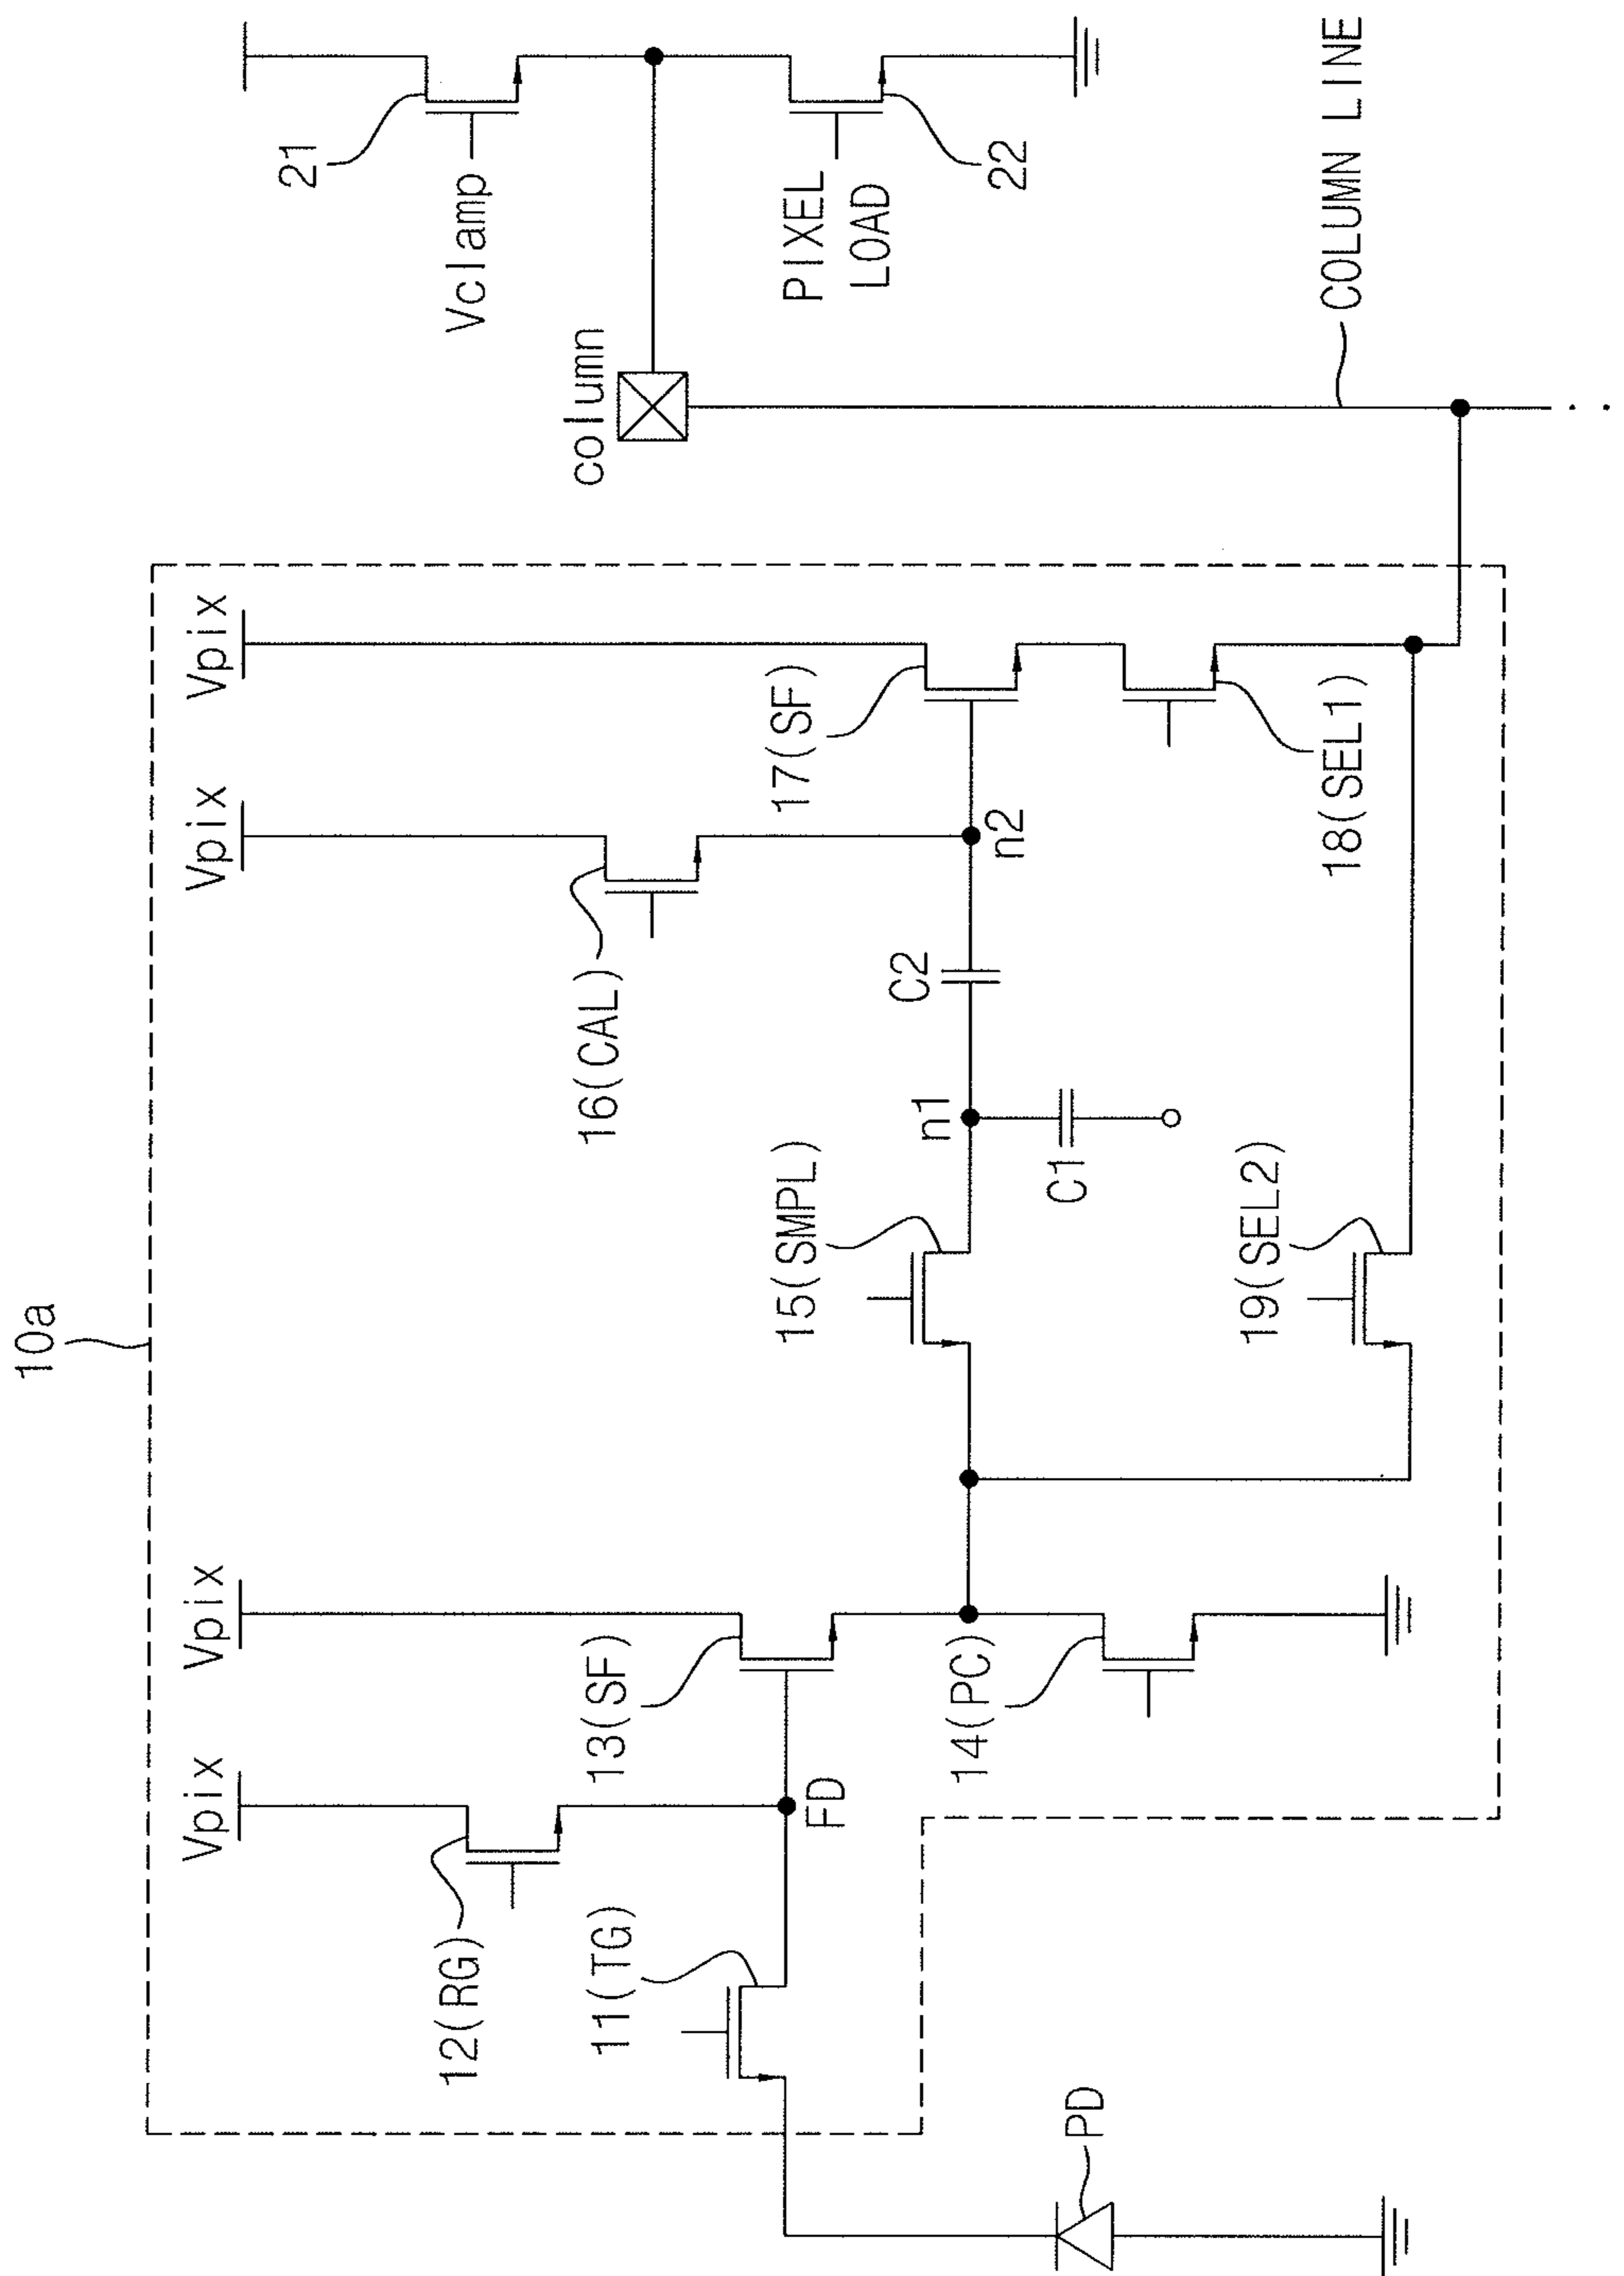 10a
Vpix
Vpix
Vpix
Vpix
12(RG)
13(SF)
16(CAL)
17(SF)
11(TG)
FD
14(PC)
15(SMPL)
n1
C2
n2
C1
19(SEL2)
18(SEL1)
PD
column
21
Vclamp
PIXEL
LOAD
22
COLUMN LINE